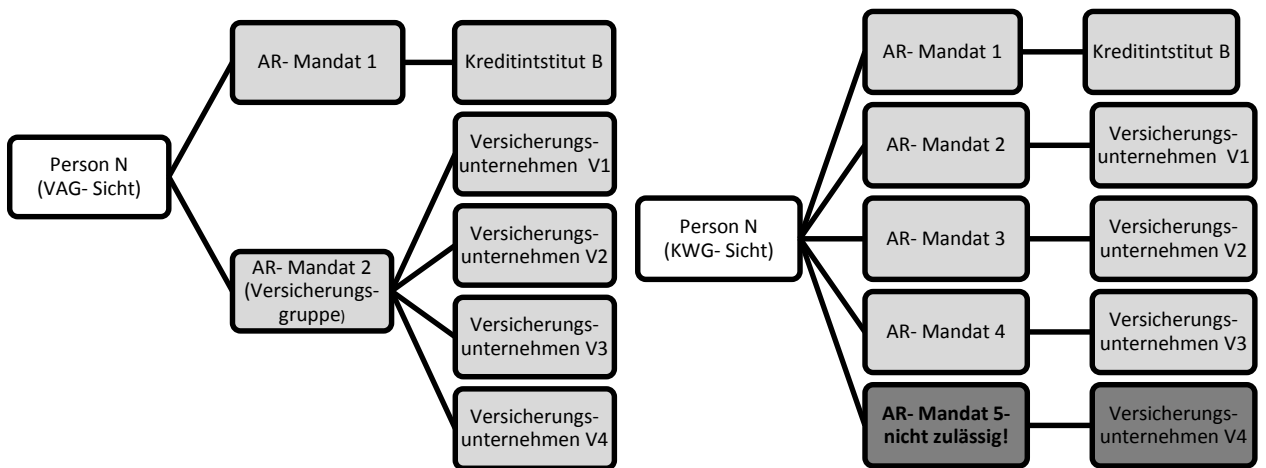 Person N
(VAG- Sicht)
AR- Mandat 1
Kreditintstitut B
AR- Mandat 2
(Versicherungs-
gruppe)
Versicherungs-
unternehmen V1
Versicherungs-
unternehmen V2
Versicherungs-
unternehmen V3
Versicherungs-
unternehmen V4
Person N
(KWG- Sicht)
AR- Mandat 1
Kreditintstitut B
AR- Mandat 2
Versicherungs-
unternehmen V1
AR- Mandat 3
Versicherungs-
unternehmen V2
AR- Mandat 4
Versicherungs-
unternehmen V3
AR- Mandat 5-
nicht zulässig!
Versicherungs-
unternehmen V4